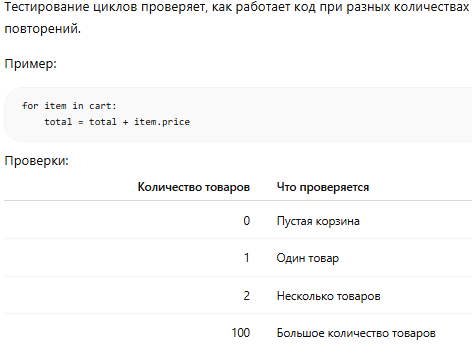 Тестирование циклов проверяет, как работает код при разных количествах
повторений.
Пример:
for item in cart:
    total = total + item.price
Проверки:
Количество товаров Что проверяется
0 Пустая корзина
1 Один товар
2 Несколько товаров
100 Большое количество товаров